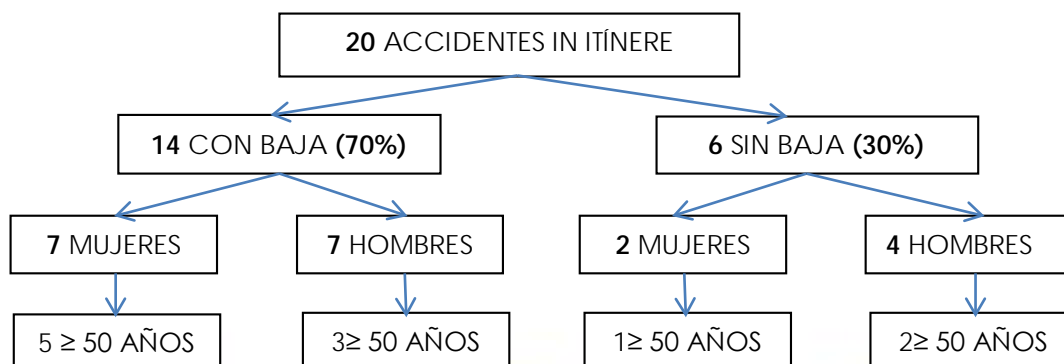 20 ACCIDENTES IN ITÍNERE
14 CON BAJA (70%)
6 SIN BAJA (30%)
7 MUJERES
7 HOMBRES
2 MUJERES
4 HOMBRES
5 ≥ 50 AÑOS
3≥ 50 AÑOS
1≥ 50 AÑOS
2≥ 50 AÑOS